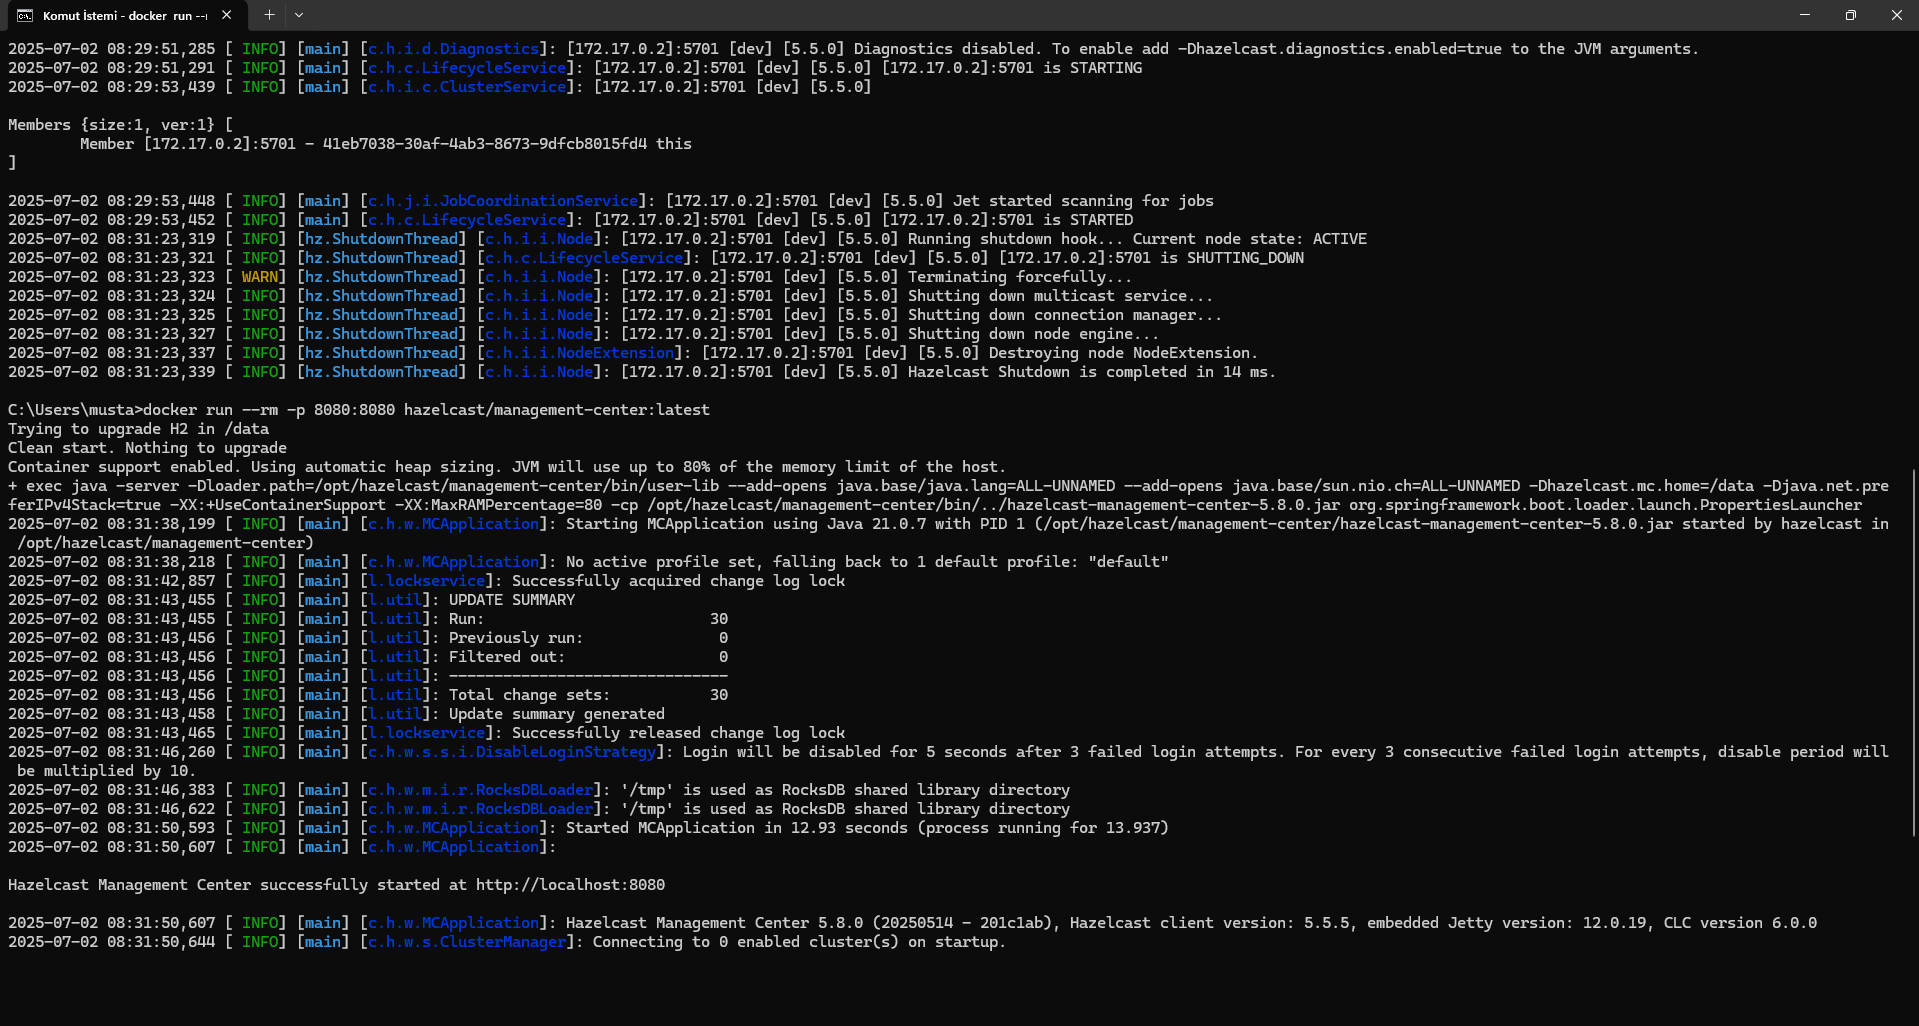 Komut İstemi - docker run --
2025-07-02 08:29:51,285 [ INFO] [main] [c.h.i.d.Diagnostics]: [172.17.0.2]:5701 [dev] [5.5.0] Diagnostics disabled. To enable add -Dhazelcast.diagnostics.enabled=true to the JVM arguments.
2025-07-02 08:29:51,291 [ INFO] [main] [c.h.c.LifecycleService]: [172.17.0.2]:5701 [dev] [5.5.0] [172.17.0.2]:5701 is STARTING
2025-07-02 08:29:53,439 [ INFO] [main] [c.h.i.c.ClusterService]: [172.17.0.2]:5701 [dev] [5.5.0]
Members {size:1, ver:1} [
Member [172.17.0.2]:5701 - 41eb7038-30af-4ab3-8673-9dfcb8015fd4 this
]
2025-07-02 08:29:53,448 [ INFO] [main] [c.h.j.i.JobCoordinationService]: [172.17.0.2]:5701 [dev] [5.5.0] Jet started scanning for jobs
2025-07-02 08:29:53,452 [ INFO] [main] [c.h.c.LifecycleService]: [172.17.0.2]:5701 [dev] [5.5.0] [172.17.0.2]:5701 is STARTED
2025-07-02 08:31:23,319 [ INFO] [hz.ShutdownThread] [c.h.i.i.Node]: [172.17.0.2]:5701 [dev] [5.5.0] Running shutdown hook... Current node state: ACTIVE
2025-07-02 08:31:23,321 [ INFO] [hz.ShutdownThread] [c.h.c.LifecycleService]: [172.17.0.2]:5701 [dev] [5.5.0] [172.17.0.2]:5701 is SHUTTING_DOWN
2025-07-02 08:31:23,323 [ WARN] [hz.ShutdownThread] [c.h.i.i.Node]: [172.17.0.2]:5701 [dev] [5.5.0] Terminating forcefully...
2025-07-02 08:31:23,324 [ INFO] [hz.ShutdownThread] [c.h.i.i.Node]: [172.17.0.2]:5701 [dev] [5.5.0] Shutting down multicast service...
2025-07-02 08:31:23,325 [ INFO] [hz.ShutdownThread] [c.h.i.i.Node]: [172.17.0.2]:5701 [dev] [5.5.0] Shutting down connection manager...
2025-07-02 08:31:23,327 [ INFO] [hz.ShutdownThread] [c.h.i.i.Node]: [172.17.0.2]:5701 [dev] [5.5.0] Shutting down node engine...
2025-07-02 08:31:23,337 [ INFO] [hz.ShutdownThread] [c.h.i.i.NodeExtension]: [172.17.0.2]:5701 [dev] [5.5.0] Destroying node NodeExtension.
2025-07-02 08:31:23,339 [ INFO] [hz.ShutdownThread] [c.h.i.i.Node]: [172.17.0.2]:5701 [dev] [5.5.0] Hazelcast Shutdown is completed in 14 ms.
C:\Users\musta>docker run --rm -p 8080:8080 hazelcast/management-center:latest
Trying to upgrade H2 in /data
Clean start. Nothing to upgrade
Container support enabled. Using automatic heap sizing. JVM will use up to 80% of the memory limit of the host.
+ exec java -server -Dloader.path=/opt/hazelcast/management-center/bin/user-lib --add-opens java.base/java.lang=ALL-UNNAMED --add-opens java.base/sun.nio.ch=ALL-UNNAMED -Dhazelcast.mc.home=/data -Djava.net.pre
ferIPv4Stack=true -XX:+UseContainerSupport -XX:MaxRAMPercentage=80 -cp /opt/hazelcast/management-center/bin/../hazelcast-management-center-5.8.0.jar org.springframework.boot.loader.launch.PropertiesLauncher
2025-07-02 08:31:38,199 [ INFO] [main] [c.h.w.MCApplication]: Starting MCApplication using Java 21.0.7 with PID 1 (/opt/hazelcast/management-center/hazelcast-management-center-5.8.0.jar started by hazelcast in
/opt/hazelcast/management-center)
2025-07-02 08:31:38,218 [ INFO] [main] [c.h.w.MCApplication]: No active profile set, falling back to 1 default profile: "default"
2025-07-02 08:31:42,857 [ INFO] [main] [l.lockservice]: Successfully acquired change log lock
2025-07-02 08:31:43,455 [ INFO] [main] [l.util]: UPDATE SUMMARY
2025-07-02 08:31:43,455 [ INFO] [main] [l.util]: Run: 30
2025-07-02 08:31:43,456 [ INFO] [main] [l.util]: Previously run: 0
2025-07-02 08:31:43,456 [ INFO] [main] [l.util]: Filtered out: 0
2025-07-02 08:31:43,456 [ INFO] [main] [l.util]: -------------------------------
2025-07-02 08:31:43,456 [ INFO] [main] [l.util]: Total change sets: 30
2025-07-02 08:31:43,458 [ INFO] [main] [l.util]: Update summary generated
2025-07-02 08:31:43,465 [ INFO] [main] [l.lockservice]: Successfully released change log lock
2025-07-02 08:31:46,260 [ INFO] [main] [c.h.w.s.s.i.DisableLoginStrategy]: Login will be disabled for 5 seconds after 3 failed login attempts. For every 3 consecutive failed login attempts, disable period will
be multiplied by 10.
2025-07-02 08:31:46,383 [ INFO] [main] [c.h.w.m.i.r.RocksDBLoader]: '/tmp' is used as RocksDB shared library directory
2025-07-02 08:31:46,622 [ INFO] [main] [c.h.w.m.i.r.RocksDBLoader]: '/tmp' is used as RocksDB shared library directory
2025-07-02 08:31:50,593 [ INFO] [main] [c.h.w.MCApplication]: Started MCApplication in 12.93 seconds (process running for 13.937)
2025-07-02 08:31:50,607 [ INFO] [main] [c.h.w.MCApplication]:
Hazelcast Management Center successfully started at http://localhost:8080
2025-07-02 08:31:50,607 [ INFO] [main] [c.h.w.MCApplication]: Hazelcast Management Center 5.8.0 (20250514 - 201c1ab), Hazelcast client version: 5.5.5, embedded Jetty version: 12.0.19, CLC version 6.0.0
2025-07-02 08:31:50,644 [ INFO] [main] [c.h.w.s.ClusterManager]: Connecting to 0 enabled cluster(s) on startup.